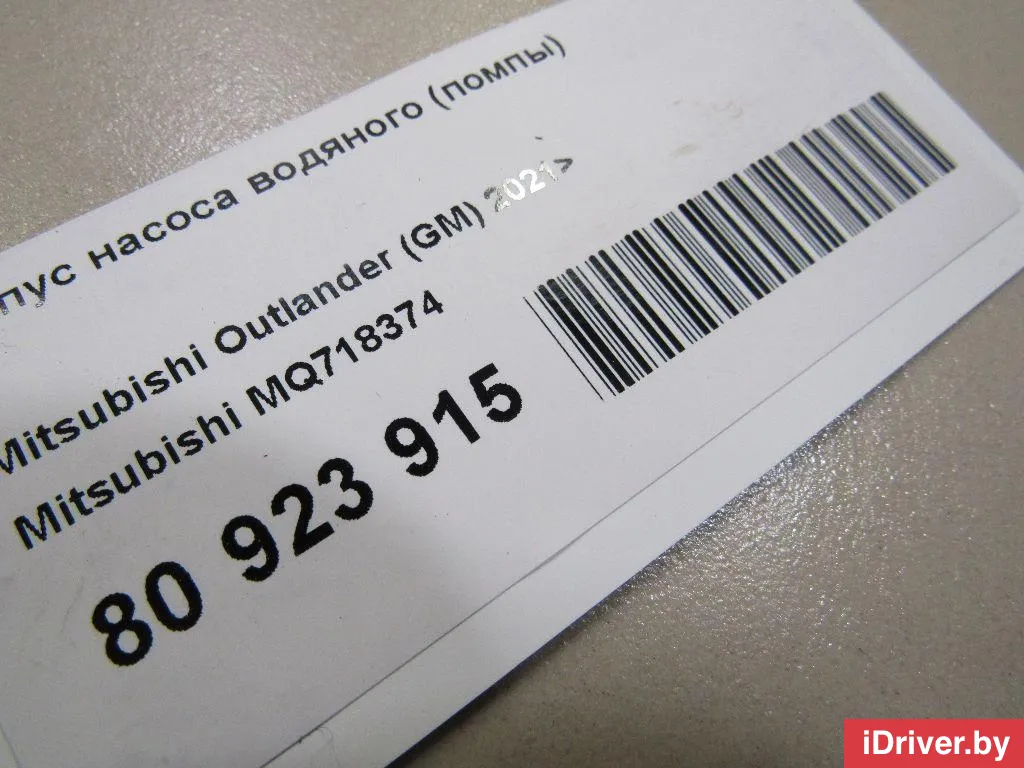 пус насоса водяного (помпы)
Mitsubishi Outlander (GM) 2021>
Mitsubishi MQ718374
80 923 915
iDriver.by